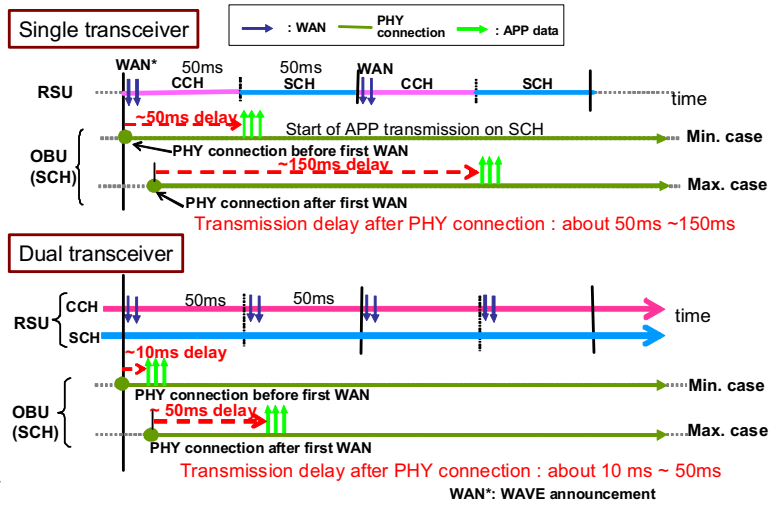 Single transceiver
: WAN
PHY connection
: APP data
WAN*
50ms
50ms
WAN
RSU
CCH
SCH
CCH
SCH
time
~50ms delay
Start of APP transmission on SCH
Min. case
OBU (SCH)
PHY connection before first WAN
~150ms delay
Max. case
PHY connection after first WAN
Transmission delay after PHY connection : about 50ms ~150ms
Dual transceiver
CCH
50ms
50ms
RSU
time
SCH
~10ms delay
Min. case
PHY connection before first WAN
OBU (SCH)
~ 50ms delay
Max. case
PHY connection after first WAN
Transmission delay after PHY connection : about 10 ms ~ 50ms
WAN*: WAVE announcement